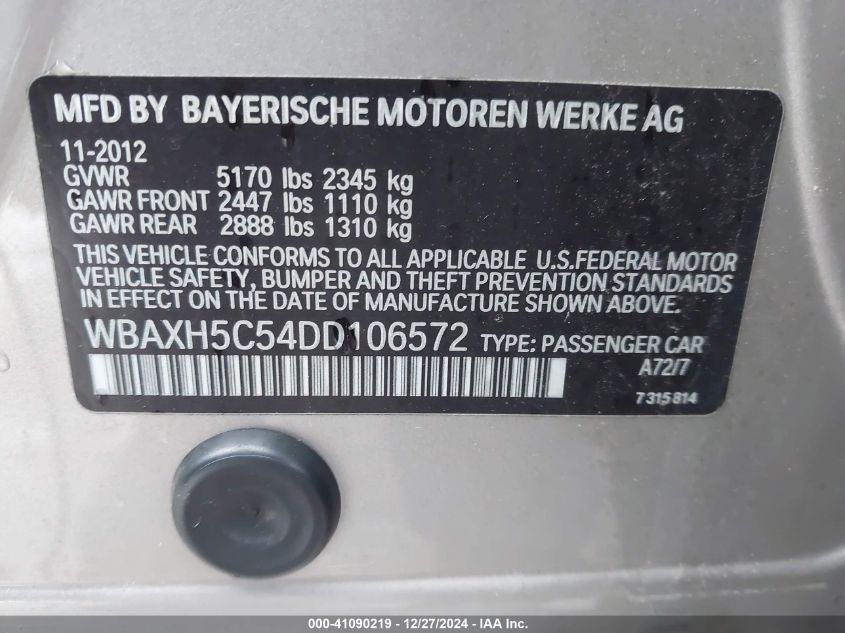 MFD BY BAYERISCHE MOTOREN WERKE AG
11-2012
GVWR 5170 lbs 2345 kg
GAWR FRONT 2447 lbs 1110 kg
GAWR REAR 2888 lbs 1310 kg
THIS VEHICLE CONFORMS TO ALL APPLICABLE U.S.FEDERAL MOTOR
VEHICLE SAFETY, BUMPER AND THEFT PREVENTION STANDARDS
IN EFFECT ON THE DATE OF MANUFACTURE SHOWN ABOVE.
WBAXH5C54DD106572 TYPE: PASSENGER CAR
A72/7
7 315 814
000-41090219 - 12/27/2024 - IAA Inc.